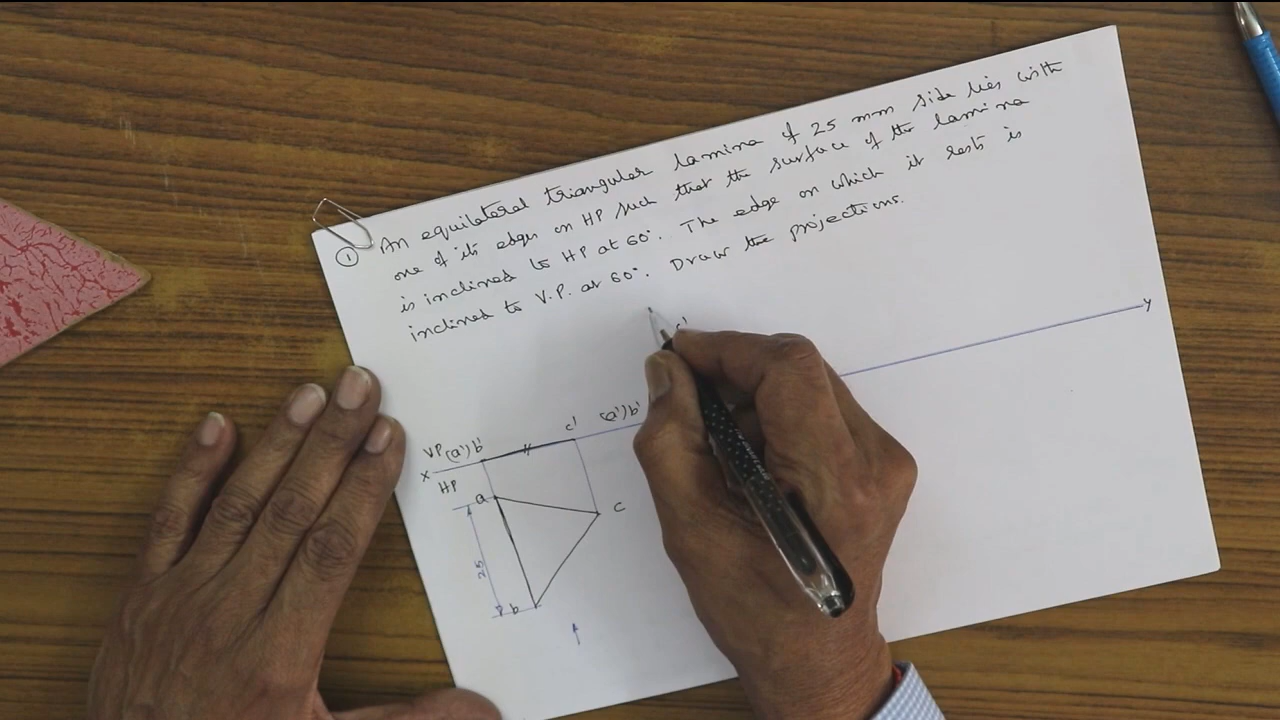 ① An equilateral triangular lamina of 25 mm side lies with
one of its edges on HP such that the surface of the lamina
is inclined to HP at 60°. The edge on which it rests is
inclined to V.P. at 60°. Draw the projections.
c'
y
VP (a')b' c' (a')b'
x
HP
a
c
25
b